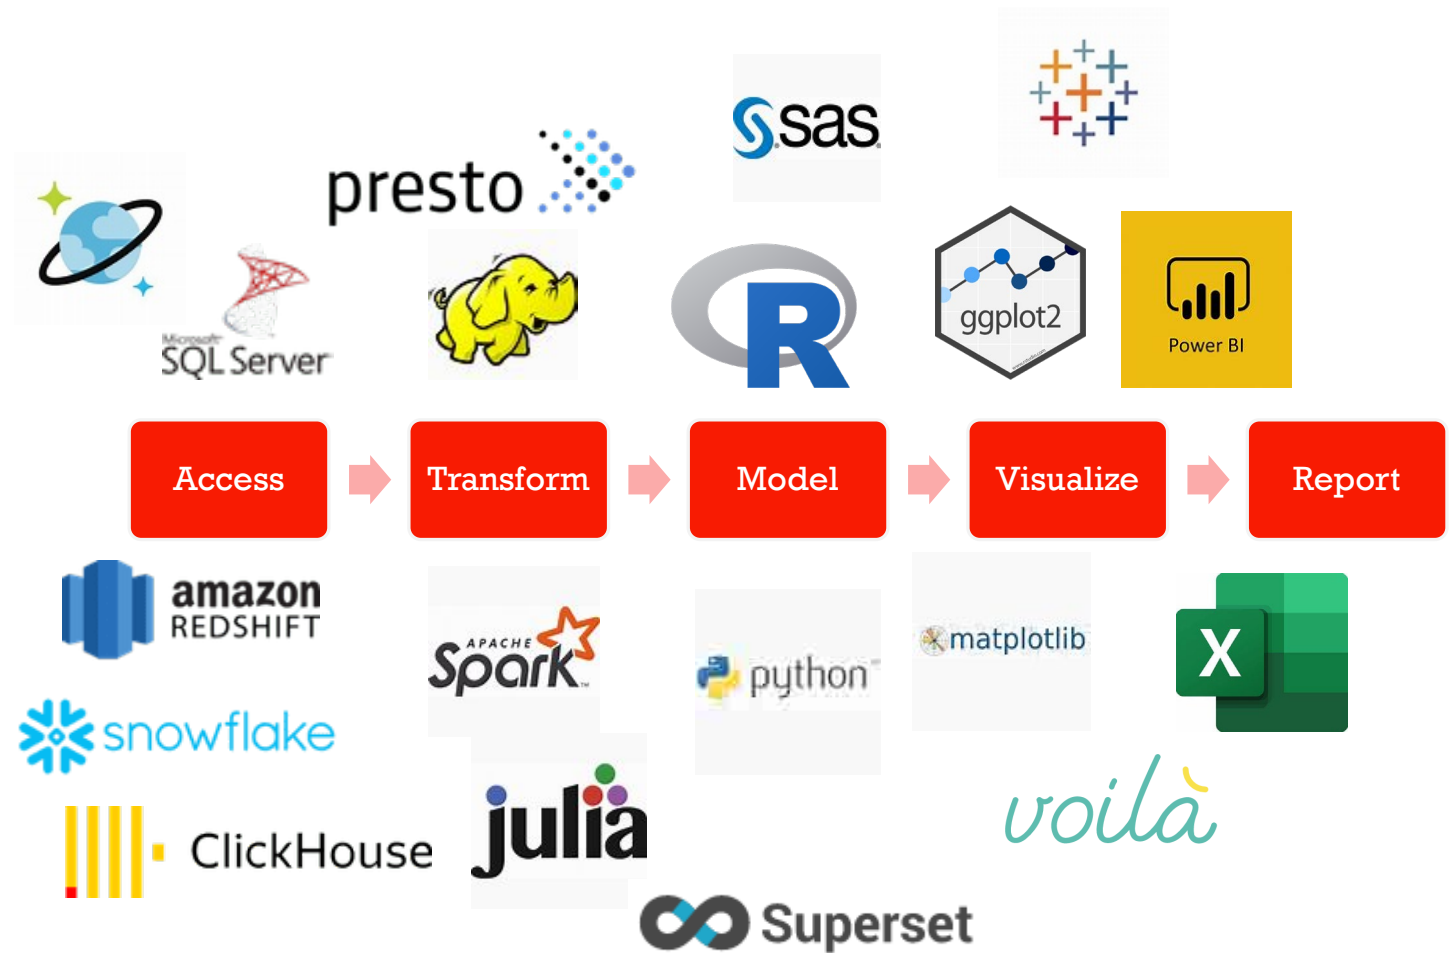 sas
presto
Microsoft
SQL Server
R
ggplot2
Power BI
Access
Transform
Model
Visualize
Report
amazon
REDSHIFT
APACHE
Spark
python
matplotlib
X
snowflake
julia
voilà
ClickHouse
Superset